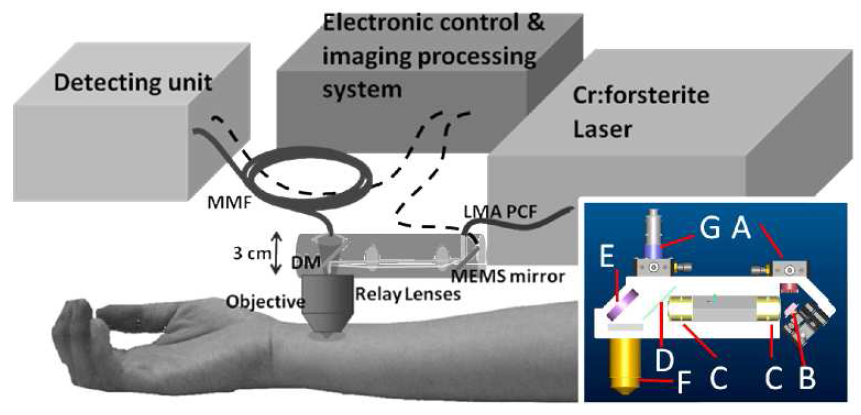 Electronic control &
imaging processing
system
Detecting unit
Cr:forsterite
Laser
MMF
LMA PCF
3 cm
DM
MEMS mirror
Objective
Relay Lenses
G A
E
D
F C C B